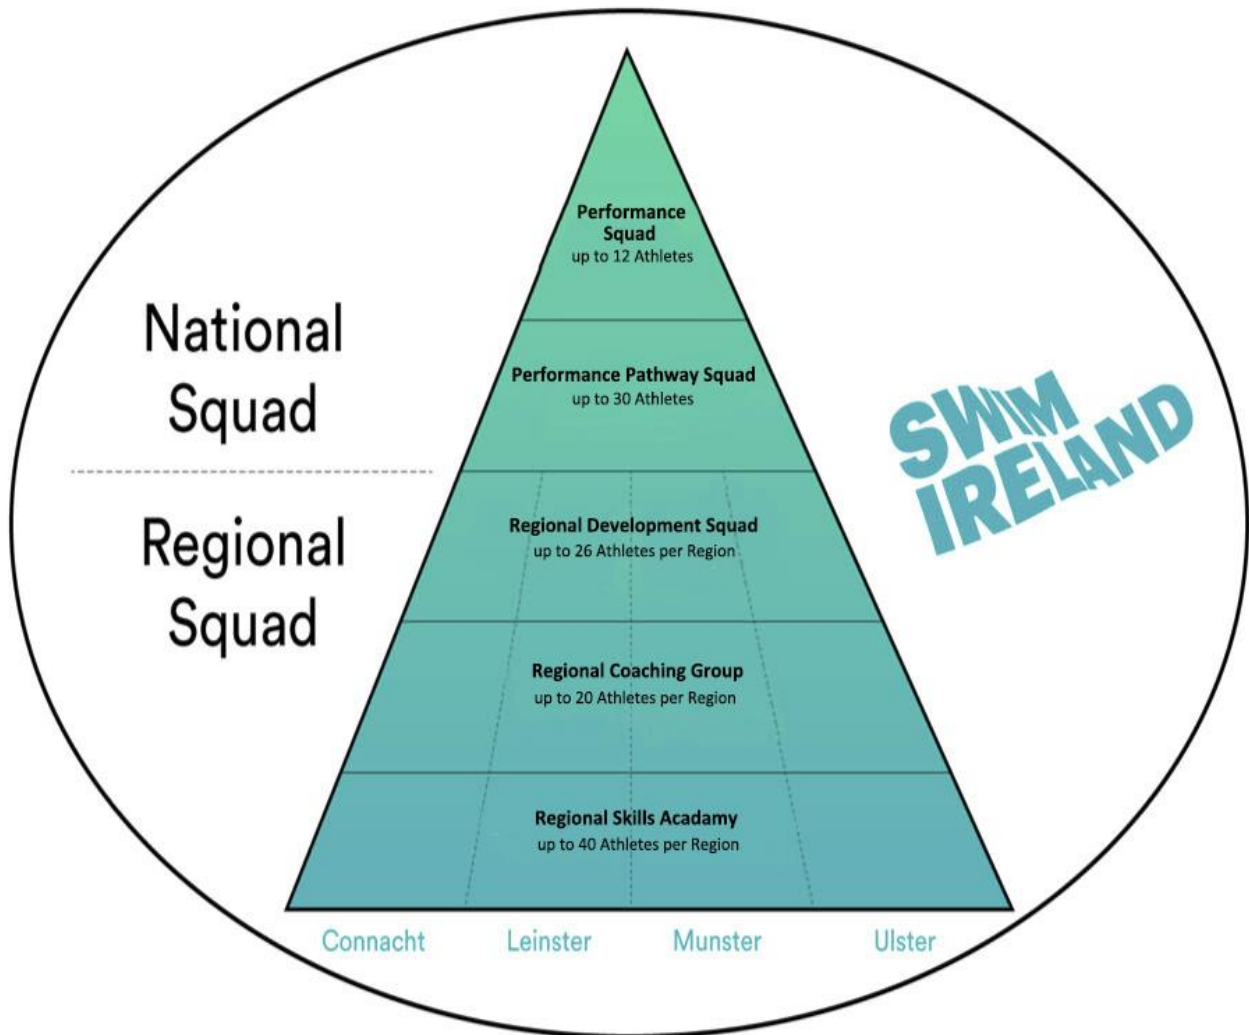 Performance
Squad
up to 12 Athletes
National
Squad
Performance Pathway Squad
up to 30 Athletes
SWIM
IRELAND
Regional
Squad
Regional Development Squad
up to 26 Athletes per Region
Regional Coaching Group
up to 20 Athletes per Region
Regional Skills Acadamy
up to 40 Athletes per Region
Connacht Leinster Munster Ulster